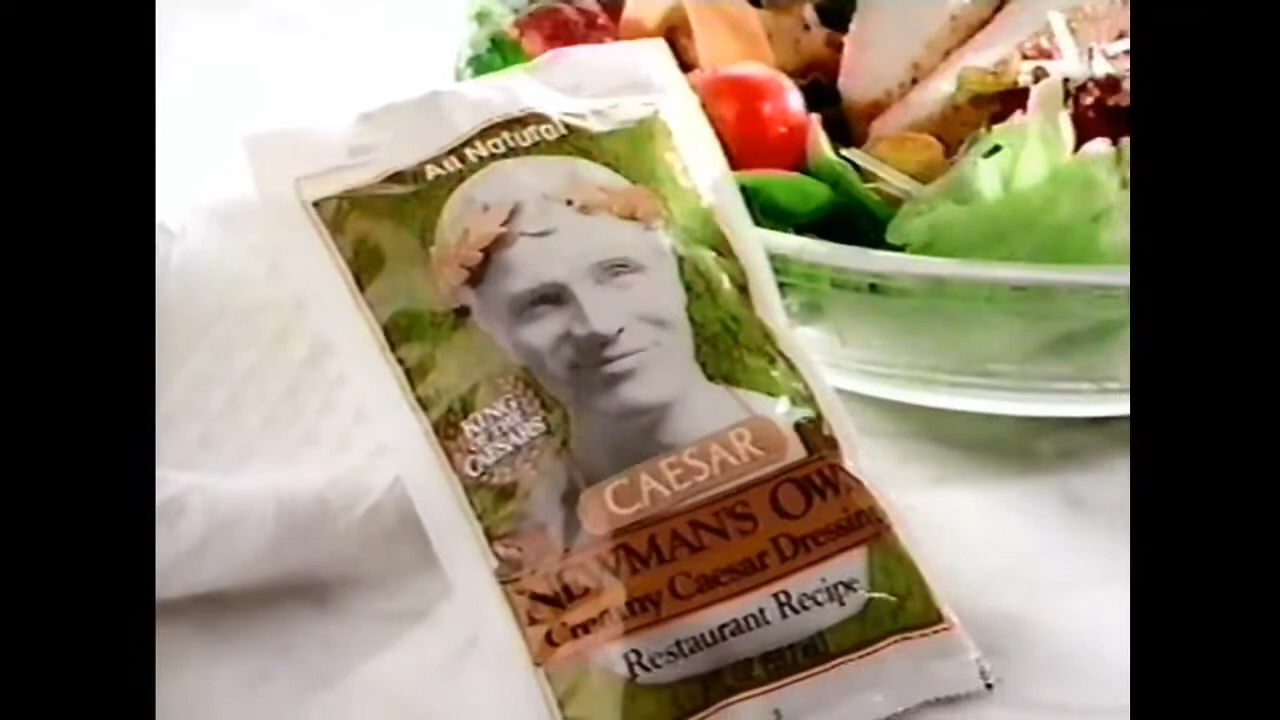 All Natural
KING
OF THE
CAESARS
CAESAR
NEWMAN'S OWN
Creamy Caesar Dressing
Restaurant Recipe